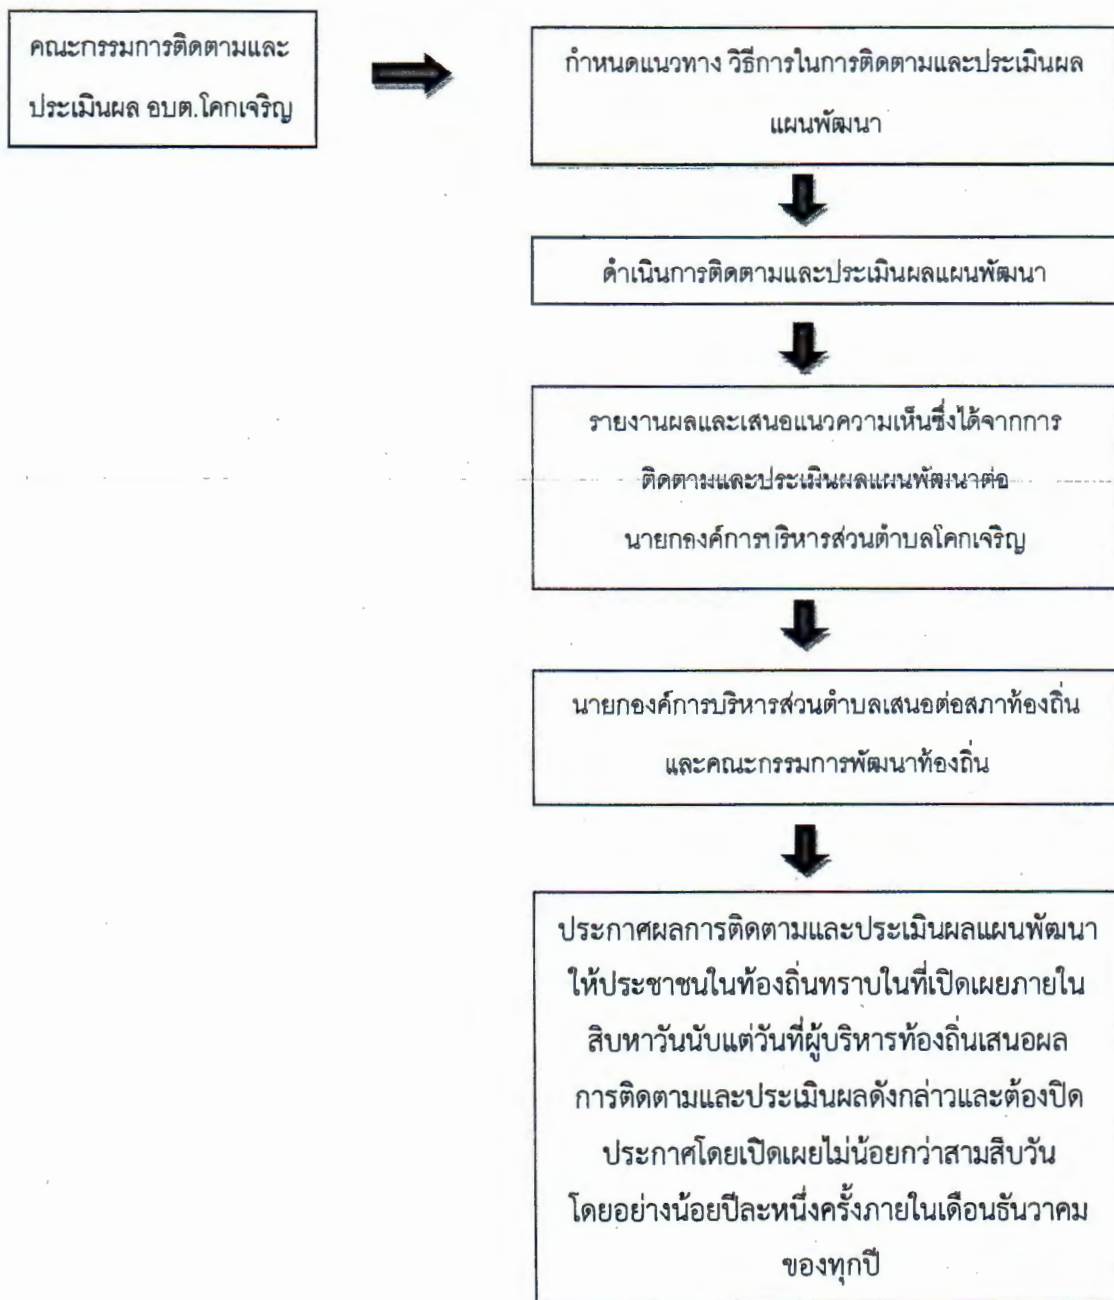 คณะกรรมการติดตามและ
ประเมินผล อบต.โคกเจริญ
กำหนดแนวทาง วิธีการในการติดตามและประเมินผล
แผนพัฒนา
ดำเนินการติดตามและประเมินผลแผนพัฒนา
รายงานผลและเสนอแนวความเห็นซึ่งได้จากการ
ติดตามและประเมินผลแผนพัฒนาต่อ
นายกองค์การบริหารส่วนตำบลโคกเจริญ
นายกองค์การบริหารส่วนตำบลเสนอต่อสภาท้องถิ่น
และคณะกรรมการพัฒนาท้องถิ่น
ประกาศผลการติดตามและประเมินผลแผนพัฒนา
ให้ประชาชนในท้องถิ่นทราบในที่เปิดเผยภายใน
สิบหาวันนับแต่วันที่ผู้บริหารท้องถิ่นเสนอผล
การติดตามและประเมินผลดังกล่าวและต้องปิด
ประกาศโดยเปิดเผยไม่น้อยกว่าสามสิบวัน
โดยอย่างน้อยปีละหนึ่งครั้งภายในเดือนธันวาคม
ของทุกปี